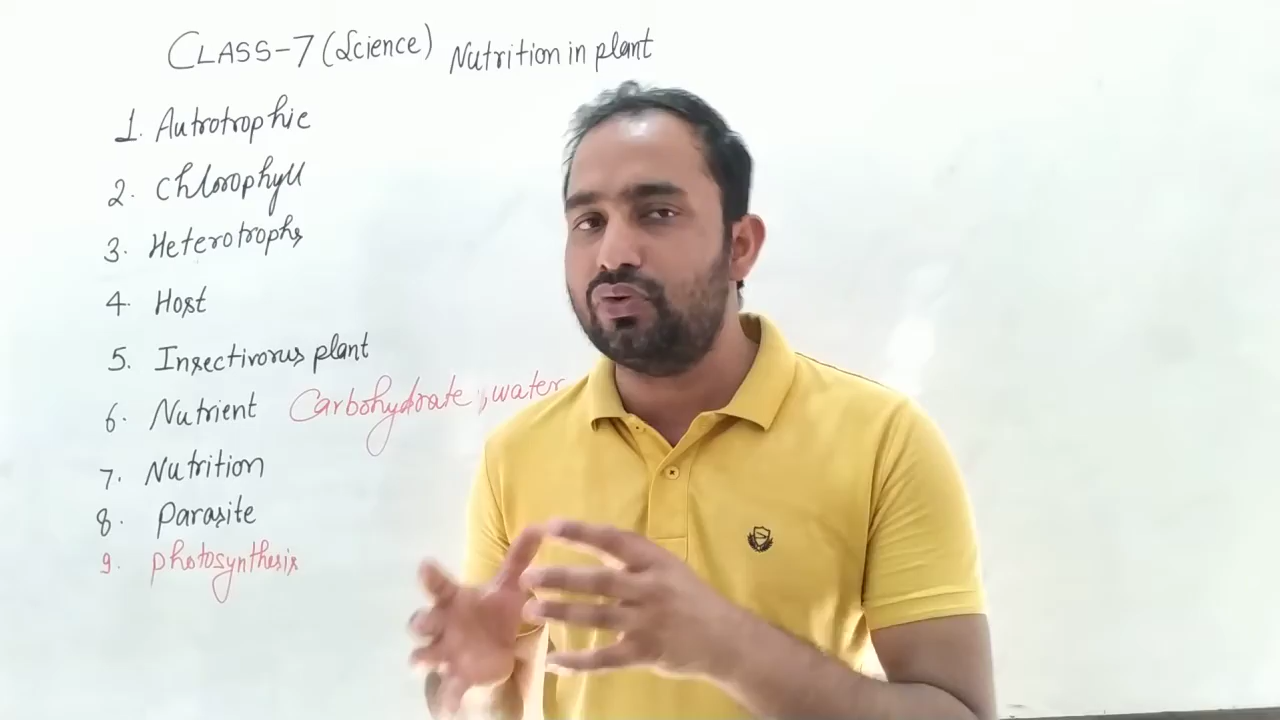 CLASS-7 (Science) Nutrition in plant
1. Autrotrophic
2. Chlorophyll
3. Heterotrophs
4. Host
5. Insectivorus plant
6. Nutrient Carbohydrate, water
7. Nutrition
8. Parasite
9. photosynthesis